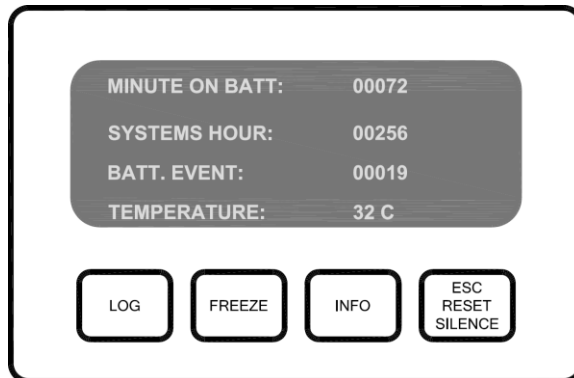 MINUTE ON BATT: 00072
SYSTEMS HOUR: 00256
BATT. EVENT: 00019
TEMPERATURE: 32 C
LOG
FREEZE
INFO
ESC
RESET
SILENCE